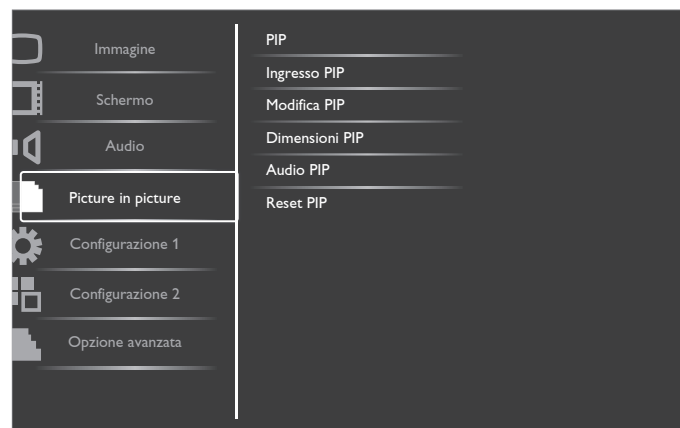 Immagine
Schermo
Audio
Picture in picture
Configurazione 1
Configurazione 2
Opzione avanzata
PIP
Ingresso PIP
Modifica PIP
Dimensioni PIP
Audio PIP
Reset PIP